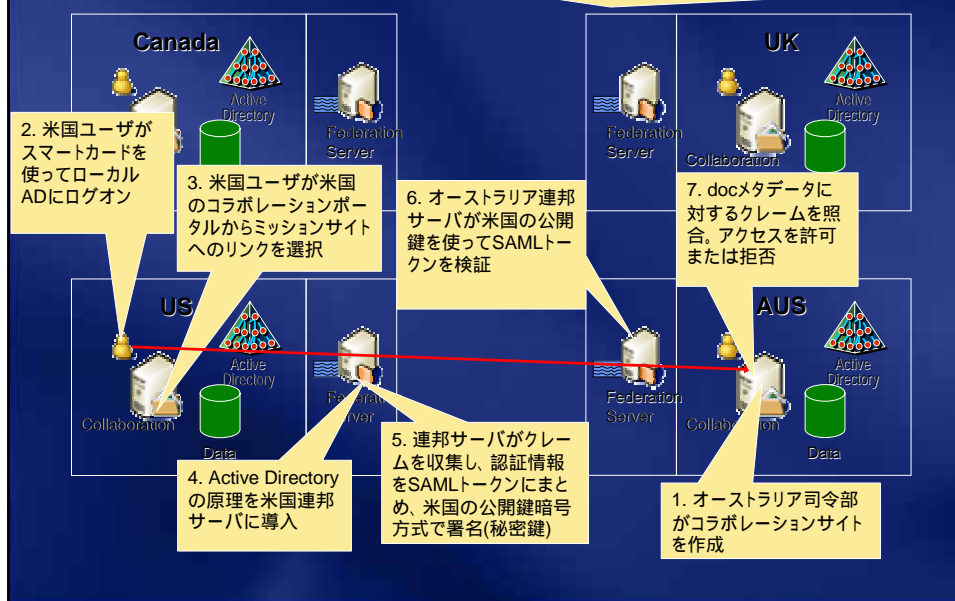 Canada
Active
Directory
Federation
Server
UK
Active
Directory
Federation
Server
Collaboration
2. 米国ユーザが
スマートカードを
使ってローカル
ADにログオン
3. 米国ユーザが米国
のコラボレーションポー
タルからミッションサイト
へのリンクを選択
6. オーストラリア連邦
サーバが米国の公開
鍵を使ってSAMLトー
クンを検証
7. docメタデータに
対するクレームを照
合。アクセスを許可
または拒否
US
Active
Directory
Collaboration
Data
Server
Federation
Server
AUS
Active
Directory
Data
4. Active Directory
の原理を米国連邦
サーバに導入
5. 連邦サーバがクレー
ムを収集し、認証情報
をSAMLトークンにまと
め、米国の公開鍵暗号
方式で署名(秘密鍵)
1. オーストラリア司令部
がコラボレーションサイト
を作成